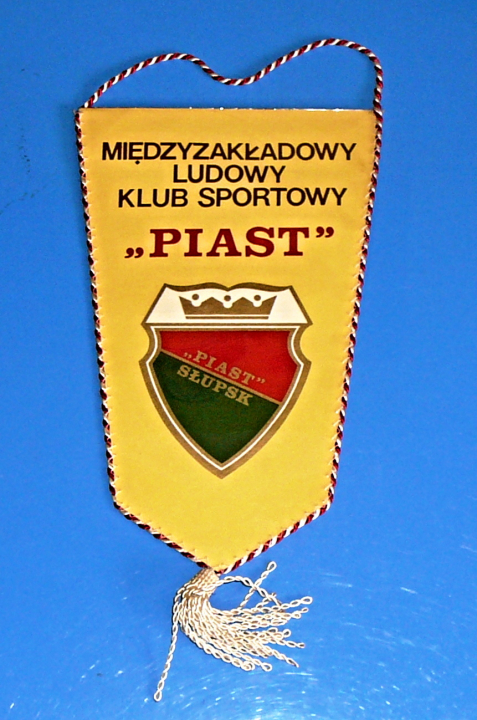 MIĘDZYZAKŁADOWY
LUDOWY
KLUB SPORTOWY
„PIAST”
„PIAST”
SŁUPSK